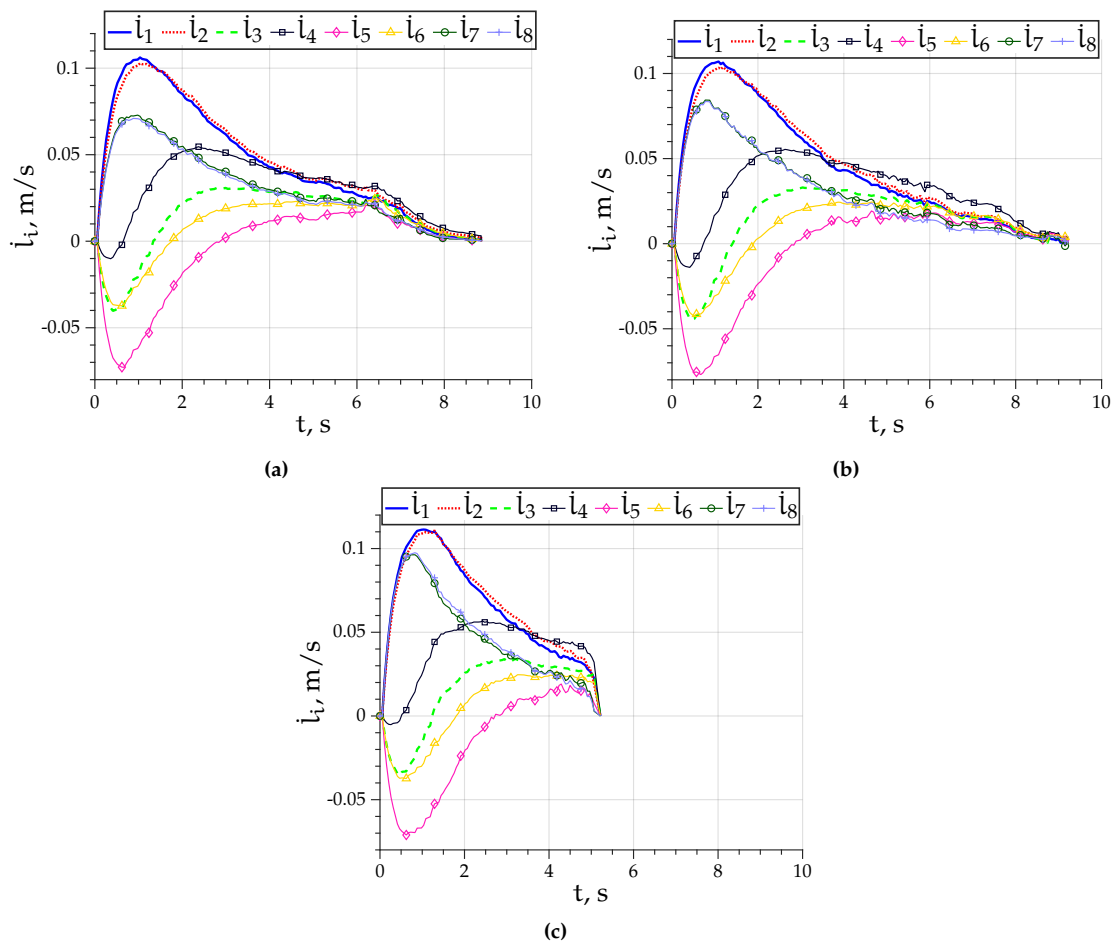 l̇₁ l̇₂ l̇₃ l̇₄ l̇₅ l̇₆ l̇₇ l̇₈
0.1
0.05
0
-0.05
l̇ᵢ, m/s
0 2 4 6 8 10
t, s
(a)
l̇₁ l̇₂ l̇₃ l̇₄ l̇₅ l̇₆ l̇₇ l̇₈
0.1
0.05
0
-0.05
l̇ᵢ, m/s
0 2 4 6 8 10
t, s
(b)
l̇₁ l̇₂ l̇₃ l̇₄ l̇₅ l̇₆ l̇₇ l̇₈
0.1
0.05
0
-0.05
l̇ᵢ, m/s
0 2 4 6 8 10
t, s
(c)